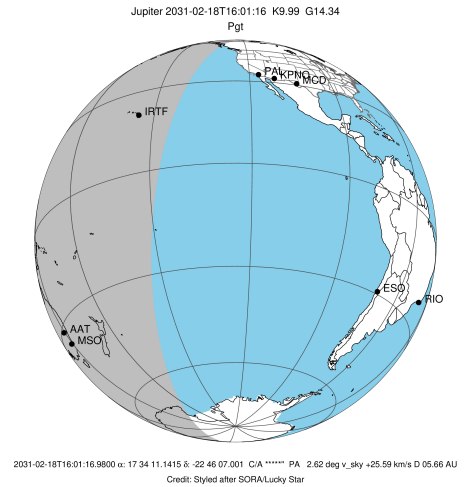 Jupiter 2031-02-18T16:01:16 K9.99 G14.34
Pgt
PAL
KPNO
MCD
IRTF
ESO
RIO
AAT
MSO
2031-02-18T16:01:16.9800 α: 17 34 11.1415 δ: -22 46 07.001 C/A *****" PA 2.62 deg v_sky +25.59 km/s D 05.66 AU
Credit: Styled after SORA/Lucky Star